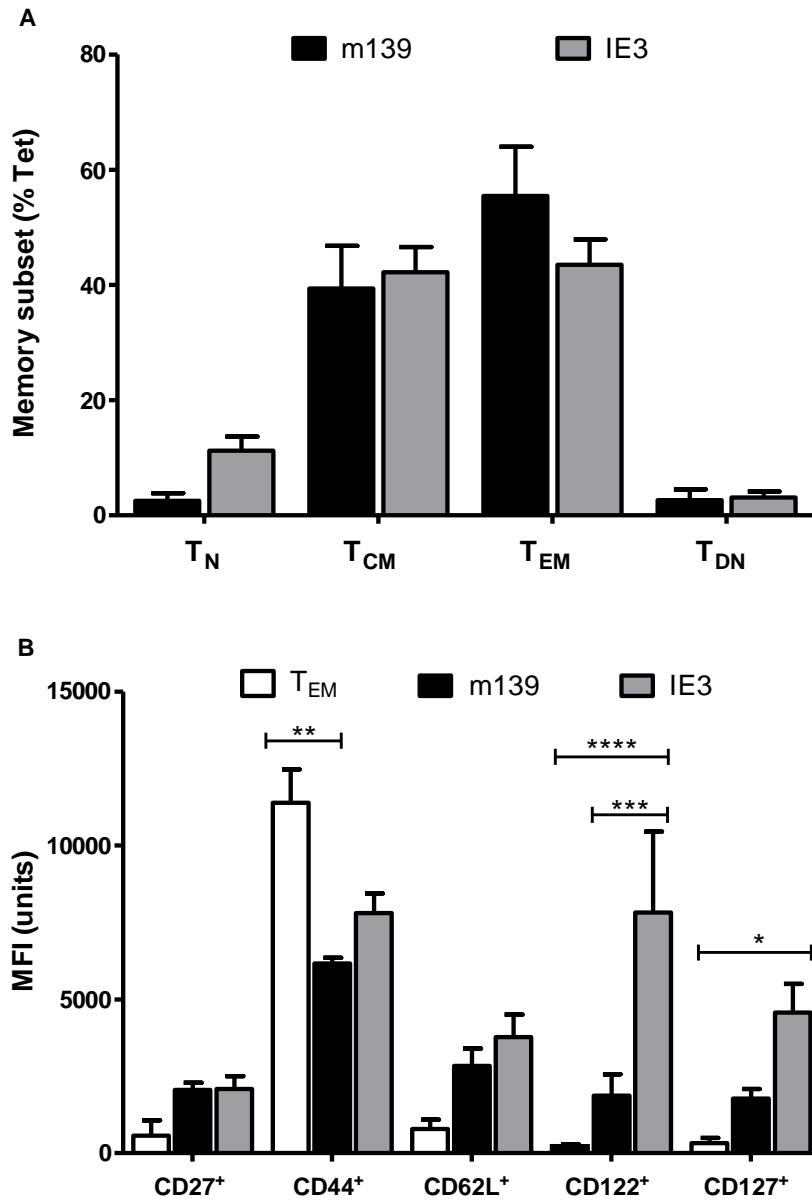 A
m139 IE3
Memory subset (% Tet)
80
60
40
20
0
TN TCM TEM TDN
B
TEM m139 IE3
MFI (units)
15000
10000
5000
0
**
****
***
*
CD27+ CD44+ CD62L+ CD122+ CD127+